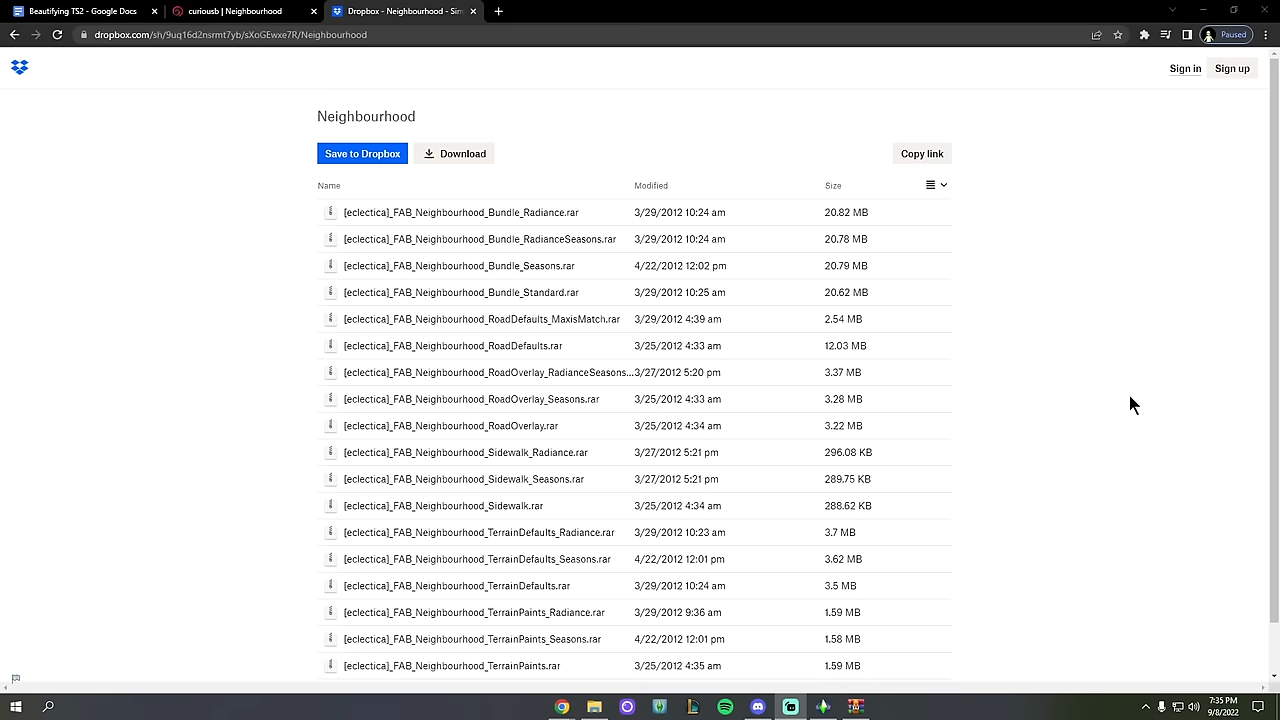 Beautifying TS2 - Google Docs
curiousb | Neighbourhood
Dropbox - Neighbourhood - Sim
dropbox.com/sh/9uq16d2nsrmt7yb/sXoGEwxe7R/Neighbourhood
Paused
Sign in
Sign up
Neighbourhood
Save to Dropbox
Download
Copy link
Name Modified Size
[eclectica]_FAB_Neighbourhood_Bundle_Radiance.rar 3/29/2012 10:24 am 20.82 MB
[eclectica]_FAB_Neighbourhood_Bundle_RadianceSeasons.rar 3/29/2012 10:24 am 20.78 MB
[eclectica]_FAB_Neighbourhood_Bundle_Seasons.rar 4/22/2012 12:02 pm 20.79 MB
[eclectica]_FAB_Neighbourhood_Bundle_Standard.rar 3/29/2012 10:25 am 20.62 MB
[eclectica]_FAB_Neighbourhood_RoadDefaults_MaxisMatch.rar 3/29/2012 4:39 am 2.54 MB
[eclectica]_FAB_Neighbourhood_RoadDefaults.rar 3/25/2012 4:33 am 12.03 MB
[eclectica]_FAB_Neighbourhood_RoadOverlay_RadianceSeasons... 3/27/2012 5:20 pm 3.37 MB
[eclectica]_FAB_Neighbourhood_RoadOverlay_Seasons.rar 3/25/2012 4:33 am 3.28 MB
[eclectica]_FAB_Neighbourhood_RoadOverlay.rar 3/25/2012 4:34 am 3.22 MB
[eclectica]_FAB_Neighbourhood_Sidewalk_Radiance.rar 3/27/2012 5:21 pm 296.08 KB
[eclectica]_FAB_Neighbourhood_Sidewalk_Seasons.rar 3/27/2012 5:21 pm 289.75 KB
[eclectica]_FAB_Neighbourhood_Sidewalk.rar 3/25/2012 4:34 am 288.62 KB
[eclectica]_FAB_Neighbourhood_TerrainDefaults_Radiance.rar 3/29/2012 10:23 am 3.7 MB
[eclectica]_FAB_Neighbourhood_TerrainDefaults_Seasons.rar 4/22/2012 12:01 pm 3.62 MB
[eclectica]_FAB_Neighbourhood_TerrainDefaults.rar 3/29/2012 10:24 am 3.5 MB
[eclectica]_FAB_Neighbourhood_TerrainPaints_Radiance.rar 3/29/2012 9:36 am 1.59 MB
[eclectica]_FAB_Neighbourhood_TerrainPaints_Seasons.rar 4/22/2012 12:01 pm 1.58 MB
[eclectica]_FAB_Neighbourhood_TerrainPaints.rar 3/25/2012 4:35 am 1.59 MB
7:35 PM
9/8/2022